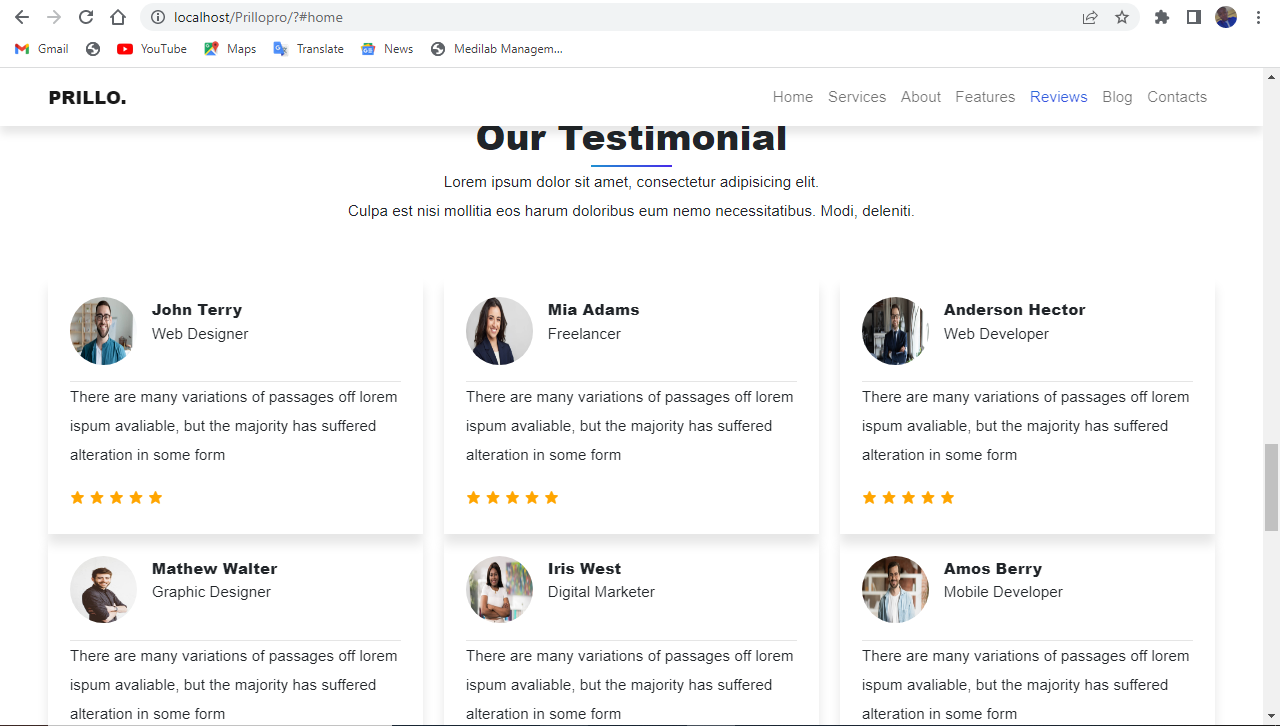 localhost/Prillopro/?#home
Gmail YouTube Maps Translate News Medilab Managem...
PRILLO. Home Services About Features Reviews Blog Contacts
Our Testimonial
Lorem ipsum dolor sit amet, consectetur adipisicing elit.
Culpa est nisi mollitia eos harum doloribus eum nemo necessitatibus. Modi, deleniti.
John Terry
Web Designer
There are many variations of passages off lorem
ispum avaliable, but the majority has suffered
alteration in some form
Mia Adams
Freelancer
There are many variations of passages off lorem
ispum avaliable, but the majority has suffered
alteration in some form
Anderson Hector
Web Developer
There are many variations of passages off lorem
ispum avaliable, but the majority has suffered
alteration in some form
Mathew Walter
Graphic Designer
There are many variations of passages off lorem
ispum avaliable, but the majority has suffered
alteration in some form
Iris West
Digital Marketer
There are many variations of passages off lorem
ispum avaliable, but the majority has suffered
alteration in some form
Amos Berry
Mobile Developer
There are many variations of passages off lorem
ispum avaliable, but the majority has suffered
alteration in some form